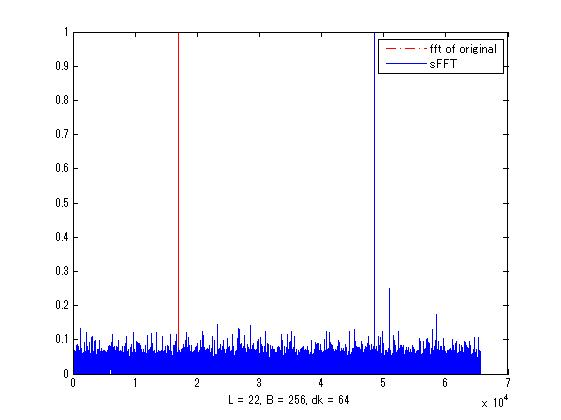 1
fft of original
sFFT
0.9
0.8
0.7
0.6
0.5
0.4
0.3
0.2
0.1
0
0 1 2 3 4 5 6 7
x 10^4
L = 22, B = 256, dk = 64